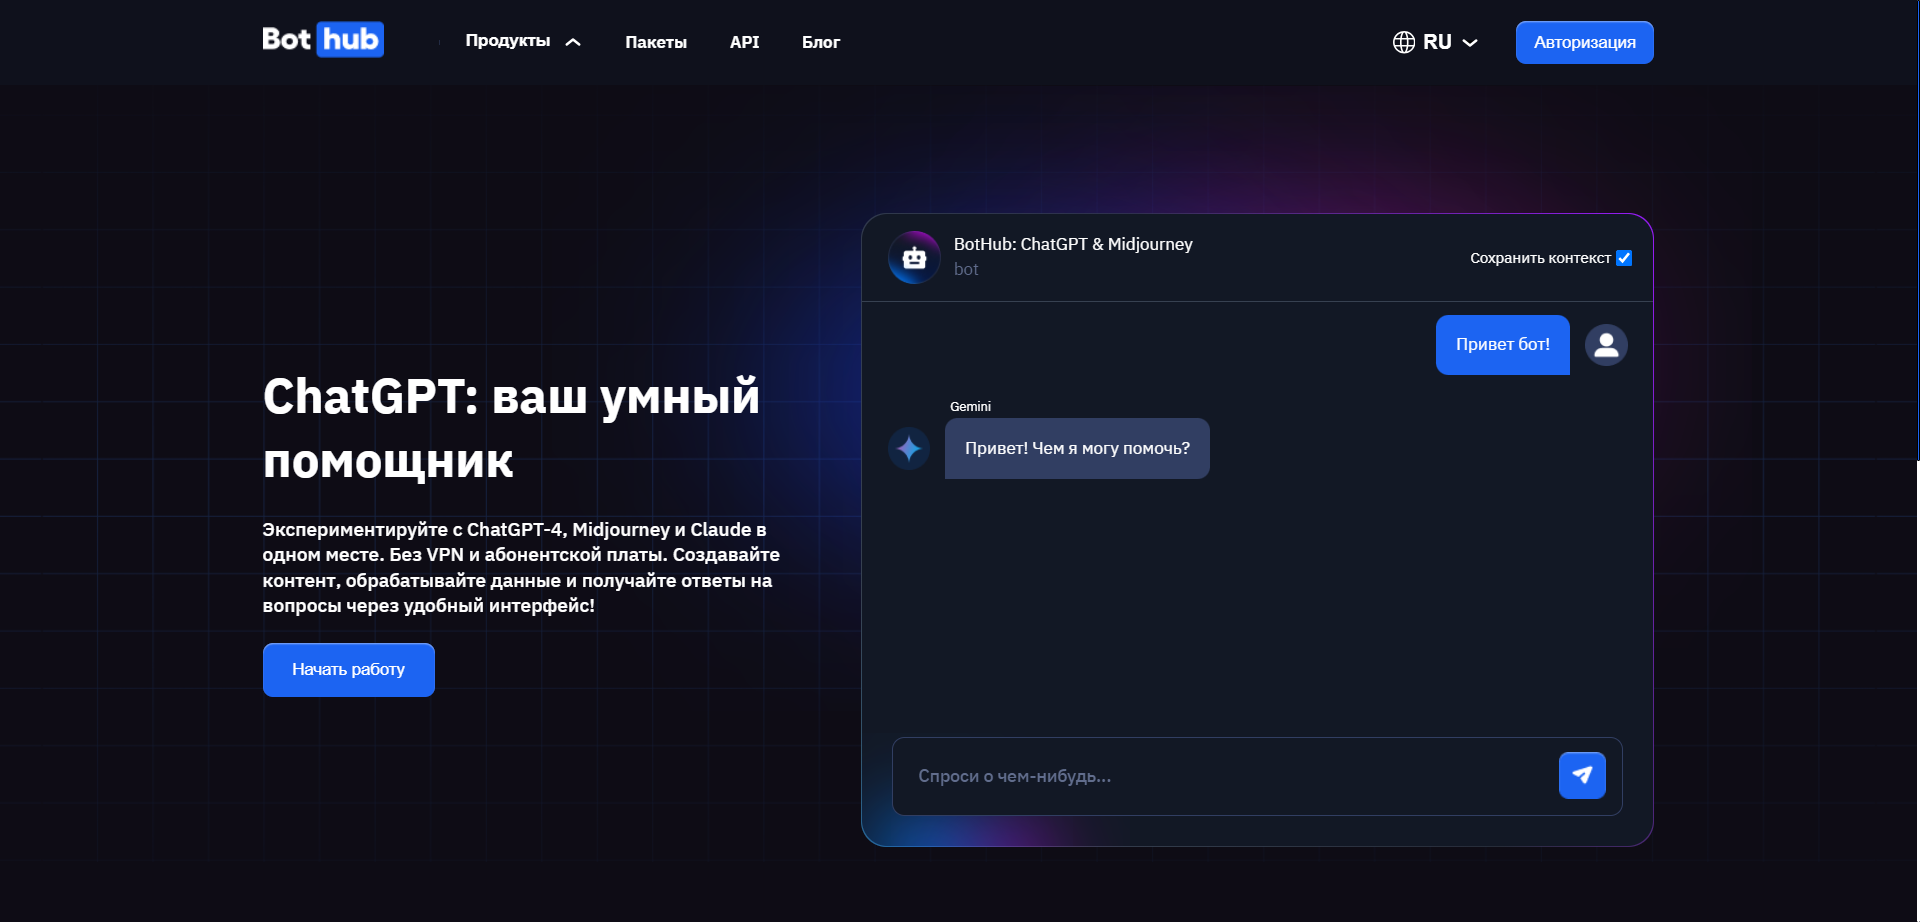 Bot hub
Продукты
Пакеты
API
Блог
RU
Авторизация
ChatGPT: ваш умный
помощник
Экспериментируйте с ChatGPT-4, Midjourney и Claude в
одном месте. Без VPN и абонентской платы. Создавайте
контент, обрабатывайте данные и получайте ответы на
вопросы через удобный интерфейс!
Начать работу
BotHub: ChatGPT & Midjourney
bot
Сохранить контекст
Привет бот!
Gemini
Привет! Чем я могу помочь?
Спроси о чем-нибудь...